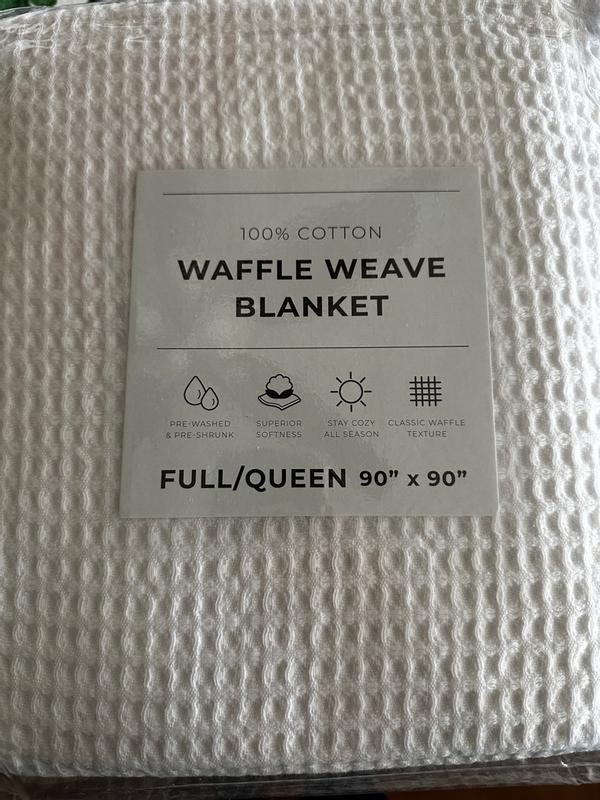 100% COTTON
WAFFLE WEAVE
BLANKET
PRE-WASHED
& PRE-SHRUNK
SUPERIOR
SOFTNESS
STAY COZY
ALL SEASON
CLASSIC WAFFLE
TEXTURE
FULL/QUEEN 90” x 90”